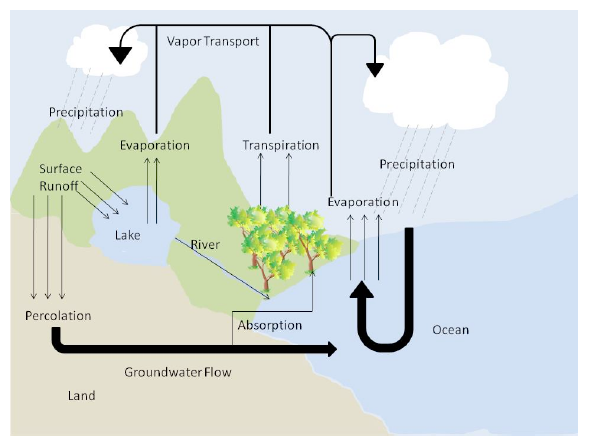 Vapor Transport
Precipitation
Evaporation
Transpiration
Precipitation
Surface
Runoff
Evaporation
Lake
River
Percolation
Absorption
Ocean
Groundwater Flow
Land